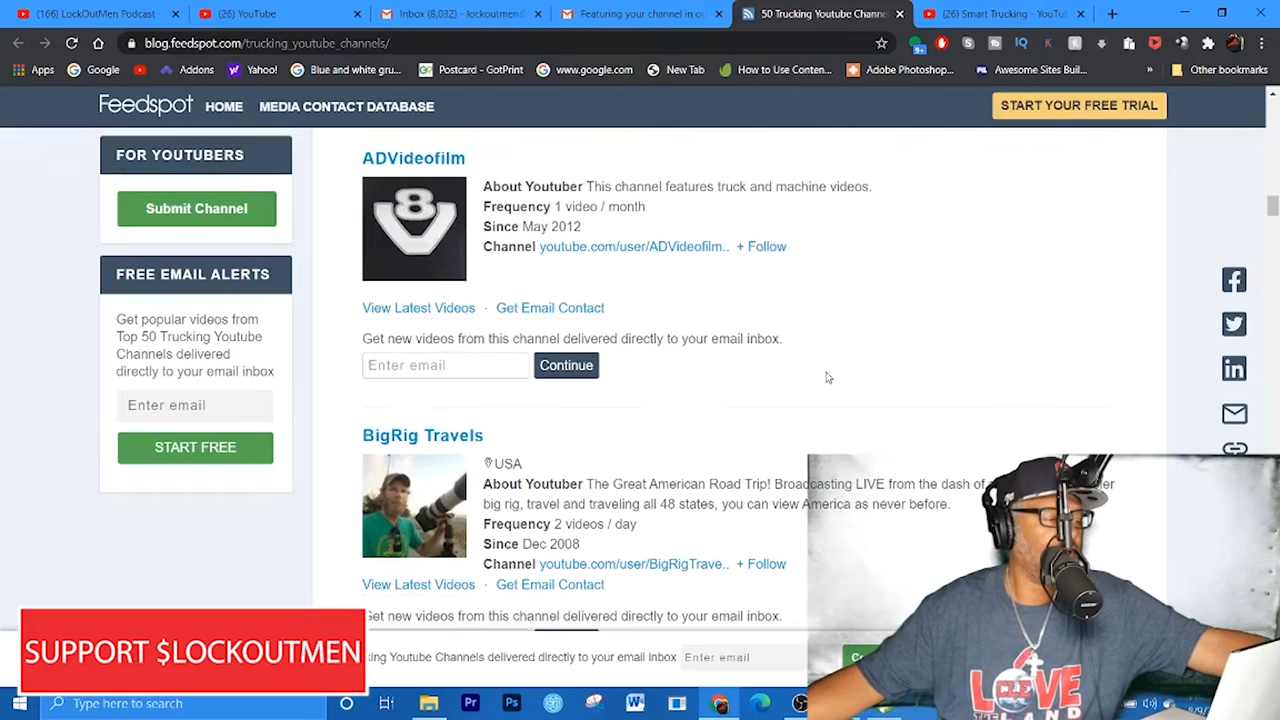 (166) LockOutMen Podcast
(26) YouTube
Inbox (8,032) - lockoutmen@
Featuring your channel in ou
50 Trucking Youtube Channe
(26) Smart Trucking - YouTu
blog.feedspot.com/trucking_youtube_channels/
9+
Apps
Google
Addons
Yahoo!
Blue and white gru...
Postcard - GotPrint
www.google.com
New Tab
How to Use Conten...
Adobe Photoshop...
Awesome Sites Buil...
»
Other bookmarks
Feedspot
HOME
MEDIA CONTACT DATABASE
START YOUR FREE TRIAL
FOR YOUTUBERS
Submit Channel
FREE EMAIL ALERTS
Get popular videos from
Top 50 Trucking Youtube
Channels delivered
directly to your email inbox
Enter email
START FREE
ADVideofilm
V8
About Youtuber This channel features truck and machine videos.
Frequency 1 video / month
Since May 2012
Channel youtube.com/user/ADVideofilm.. + Follow
View Latest Videos · Get Email Contact
Get new videos from this channel delivered directly to your email inbox.
Enter email
Continue
BigRig Travels
USA
About Youtuber The Great American Road Trip! Broadcasting LIVE from the dash of
big rig, travel and traveling all 48 states, you can view America as never before.
Frequency 2 videos / day
Since Dec 2008
Channel youtube.com/user/BigRigTrave.. + Follow
View Latest Videos · Get Email Contact
Get new videos from this channel delivered directly to your email inbox.
king Youtube Channels delivered directly to your email inbox
Enter email
SUPPORT $LOCKOUTMEN
Type here to search
LOVE
CLE
THE LAND